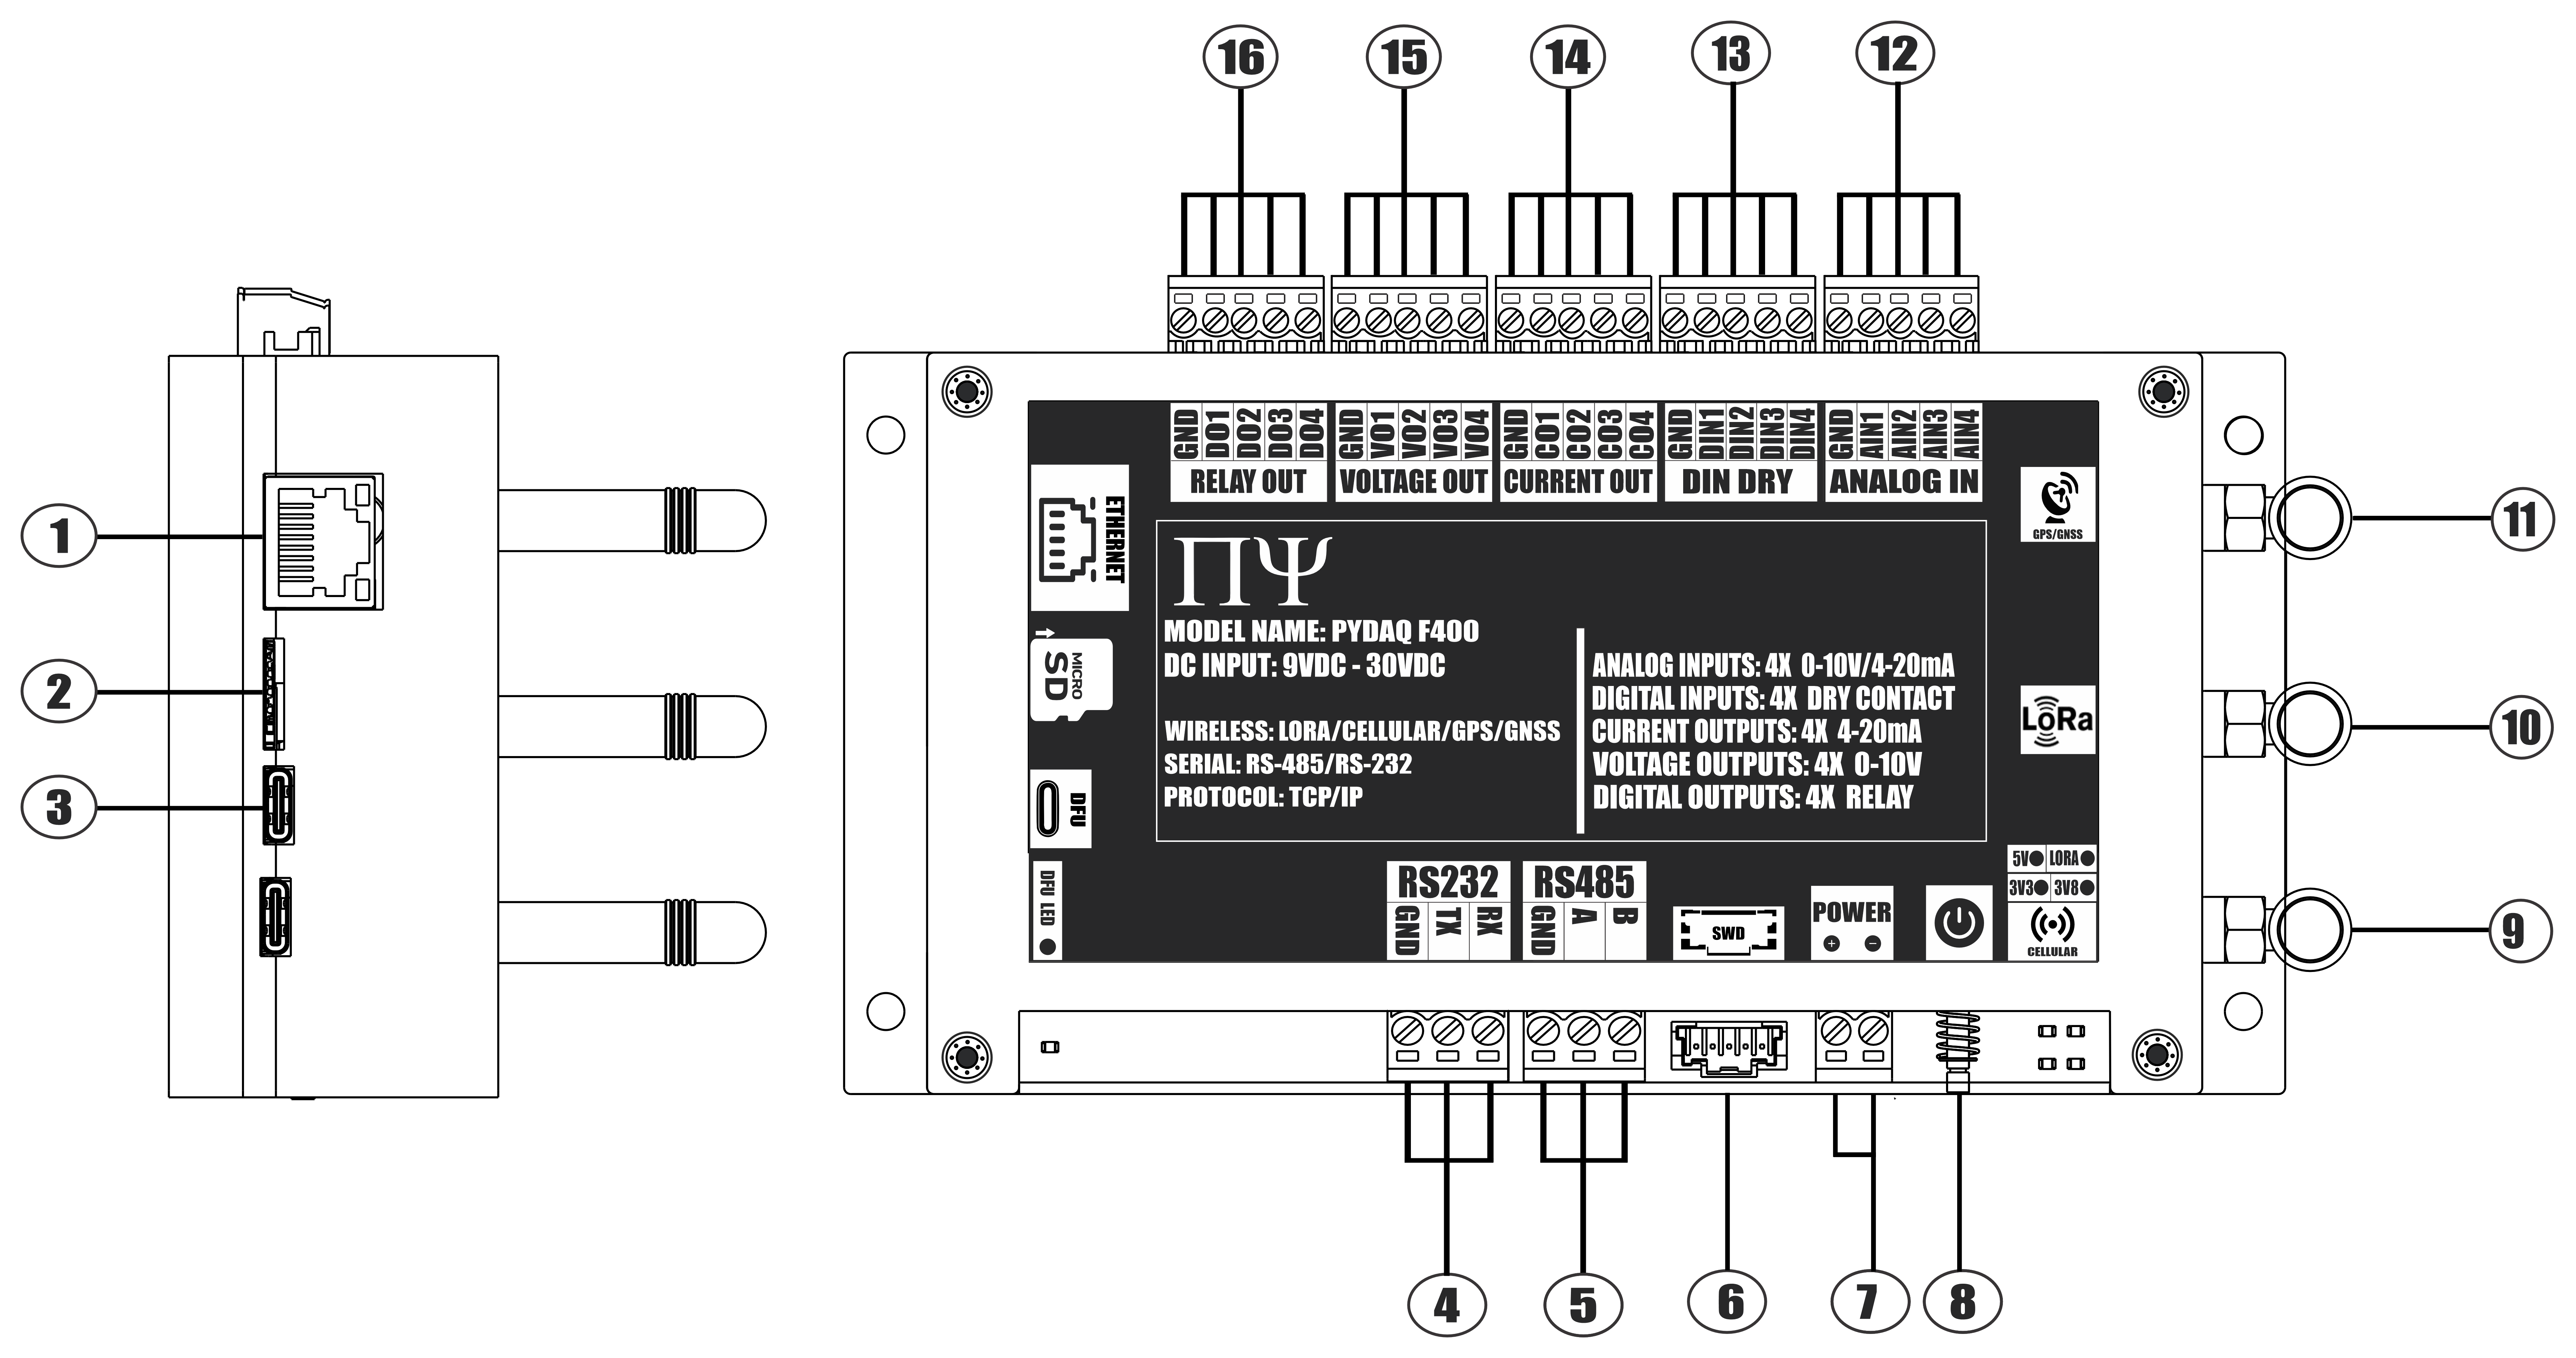 16 15 14 13 12
1
2
3
GND DO1 DO2 DO3 DO4
RELAY OUT
GND VO1 VO2 VO3 VO4
VOLTAGE OUT
GND CO1 CO2 CO3 CO4
CURRENT OUT
GND DIN1 DIN2 DIN3 DIN4
DIN DRY
GND AIN1 AIN2 AIN3 AIN4
ANALOG IN
ETHERNET
MICRO
SD
DFU
DFU LED
ΠΨ
MODEL NAME: PYDAQ F400
DC INPUT: 9VDC - 30VDC
WIRELESS: LORA/CELLULAR/GPS/GNSS
SERIAL: RS-485/RS-232
PROTOCOL: TCP/IP
ANALOG INPUTS: 4X 0-10V/4-20mA
DIGITAL INPUTS: 4X DRY CONTACT
CURRENT OUTPUTS: 4X 4-20mA
VOLTAGE OUTPUTS: 4X 0-10V
DIGITAL OUTPUTS: 4X RELAY
GPS/GNSS
LoRa
5V LORA
3V3 3V8
CELLULAR
RS232
GND TX RX
RS485
GND A B
SWD
POWER
+ −
11
10
9
4 5 6 7 8